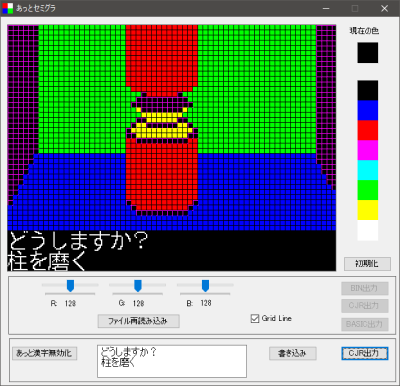 あっとセミグラ
現在の色
どうしますか?
柱を磨く
初期化
R: 128
G: 128
B: 128
BIN出力
CJR出力
BASIC出力
ファイル再読み込み
Grid Line
あっと漢字無効化
どうしますか?
柱を磨く
書き込み
CJR出力